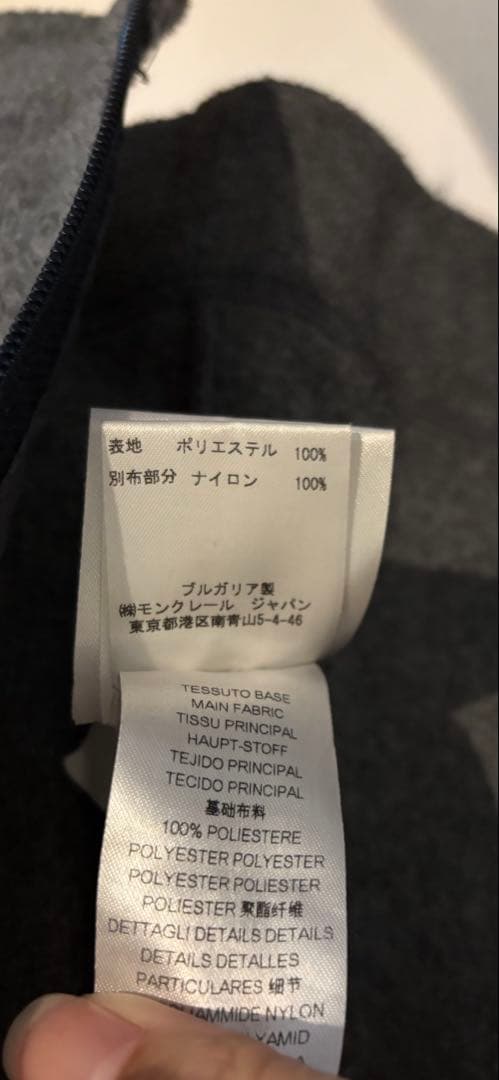 表地 ポリエステル 100%
別布部分 ナイロン 100%
ブルガリア製
㈱モンクレール ジャパン
東京都港区南青山5-4-46
TESSUTO BASE
MAIN FABRIC
TISSU PRINCIPAL
HAUPT-STOFF
TEJIDO PRINCIPAL
TECIDO PRINCIPAL
基础布料
100% POLIESTERE
POLYESTER POLYESTER
POLYESTER POLIESTER
POLIESTER 聚酯纤维
DETTAGLI DETAILS DETAILS
DETAILS DETALLES
PARTICULARES 细节
NYLON